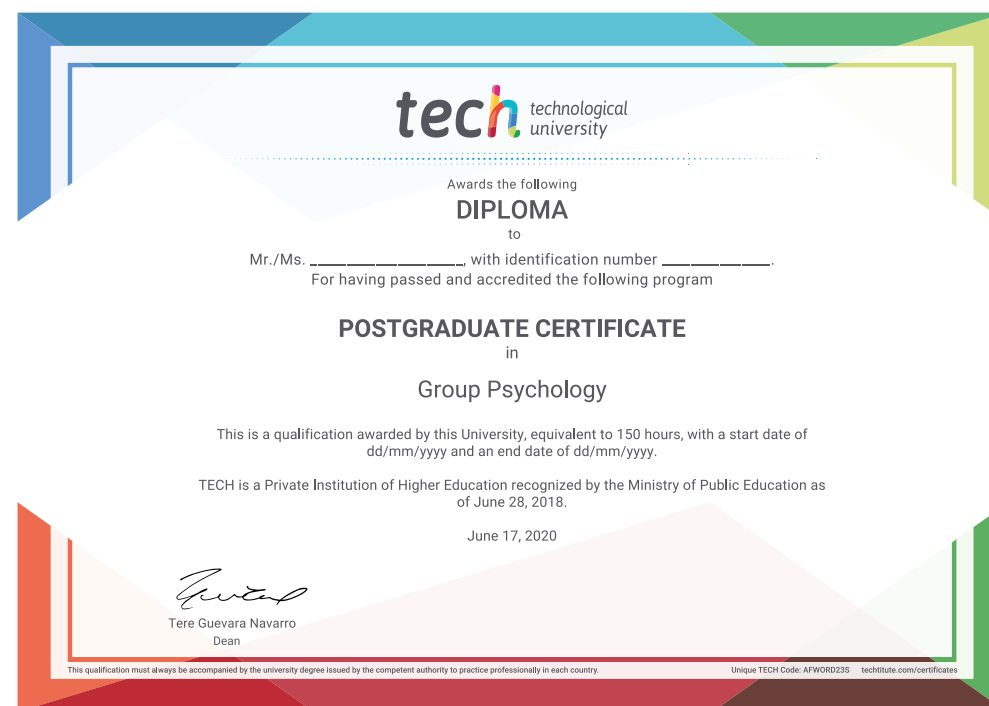 tech technological
university
Awards the following
DIPLOMA
to
Mr./Ms. ____________________, with identification number ______________.
For having passed and accredited the following program
POSTGRADUATE CERTIFICATE
in
Group Psychology
This is a qualification awarded by this University, equivalent to 150 hours, with a start date of
dd/mm/yyyy and an end date of dd/mm/yyyy.
TECH is a Private Institution of Higher Education recognized by the Ministry of Public Education as
of June 28, 2018.
June 17, 2020
Tere Guevara Navarro
Dean
This qualification must always be accompanied by the university degree issued by the competent authority to practice professionally in each country.
Unique TECH Code: AFWORD23S techtitute.com/certificates